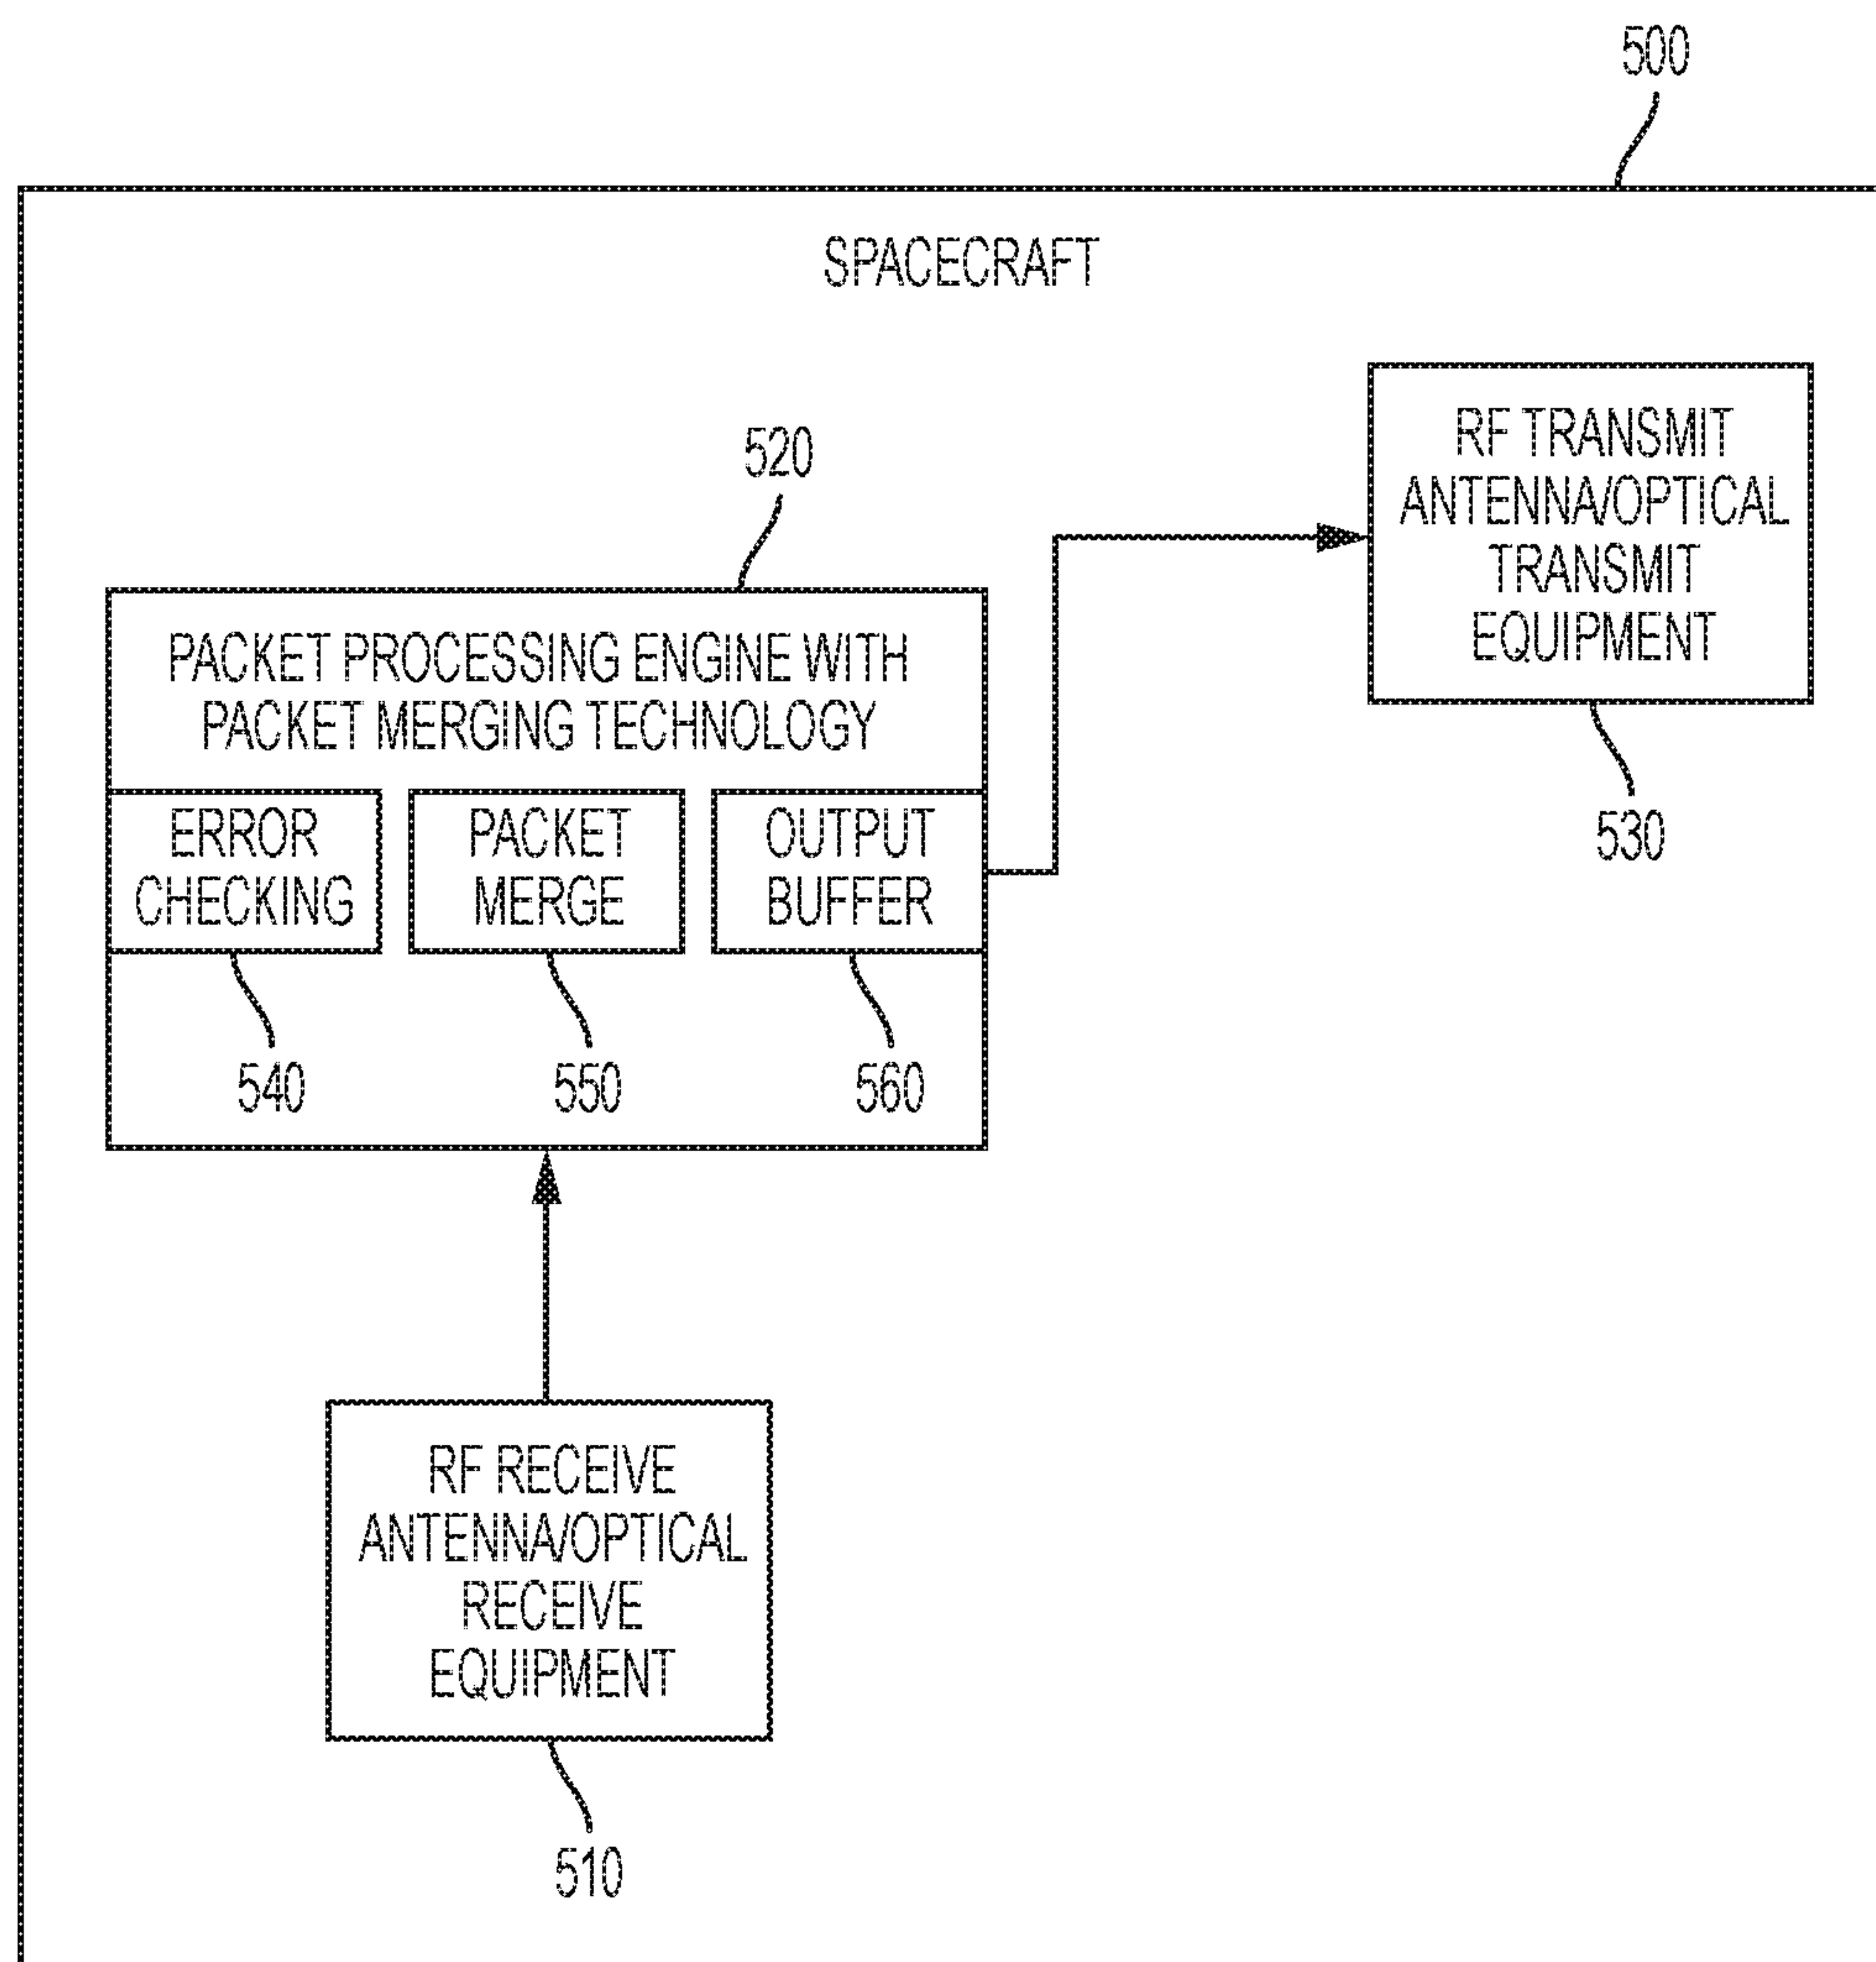 500
SPACECRAFT
RF TRANSMIT
ANTENNA/OPTICAL
TRANSMIT
EQUIPMENT
530
520
PACKET PROCESSING ENGINE WITH
PACKET MERGING TECHNOLOGY
ERROR
CHECKING
540
PACKET
MERGE
550
OUTPUT
BUFFER
560
RF RECEIVE
ANTENNA/OPTICAL
RECEIVE
EQUIPMENT
510